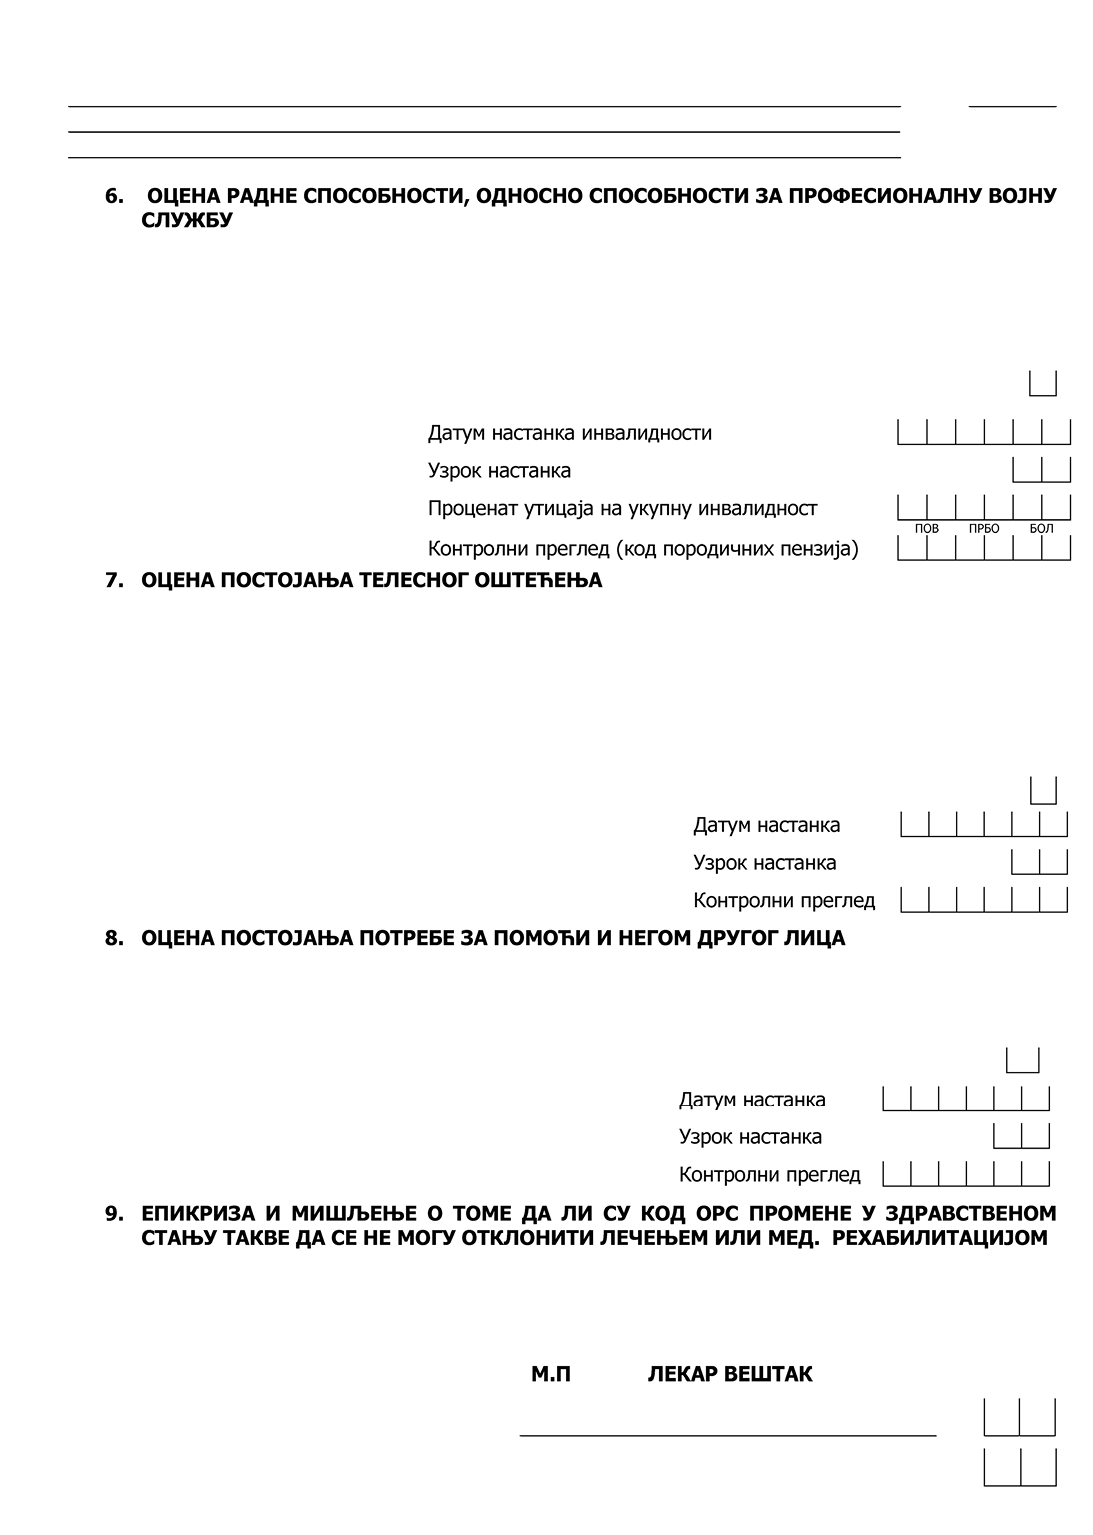 6. ОЦЕНА РАДНЕ СПОСОБНОСТИ, ОДНОСНО СПОСОБНОСТИ ЗА ПРОФЕСИОНАЛНУ ВОЈНУ
СЛУЖБУ
Датум настанка инвалидности
Узрок настанка
Проценат утицаја на укупну инвалидност
ПОВ ПРБО БОЛ
Контролни преглед (код породичних пензија)
7. ОЦЕНА ПОСТОЈАЊА ТЕЛЕСНОГ ОШТЕЋЕЊА
Датум настанка
Узрок настанка
Контролни преглед
8. ОЦЕНА ПОСТОЈАЊА ПОТРЕБЕ ЗА ПОМОЋИ И НЕГОМ ДРУГОГ ЛИЦА
Датум настанка
Узрок настанка
Контролни преглед
9. ЕПИКРИЗА И МИШЉЕЊЕ О ТОМЕ ДА ЛИ СУ КОД ОРС ПРОМЕНЕ У ЗДРАВСТВЕНОМ
СТАЊУ ТАКВЕ ДА СЕ НЕ МОГУ ОТКЛОНИТИ ЛЕЧЕЊЕМ ИЛИ МЕД. РЕХАБИЛИТАЦИЈОМ
М.П ЛЕКАР ВЕШТАК